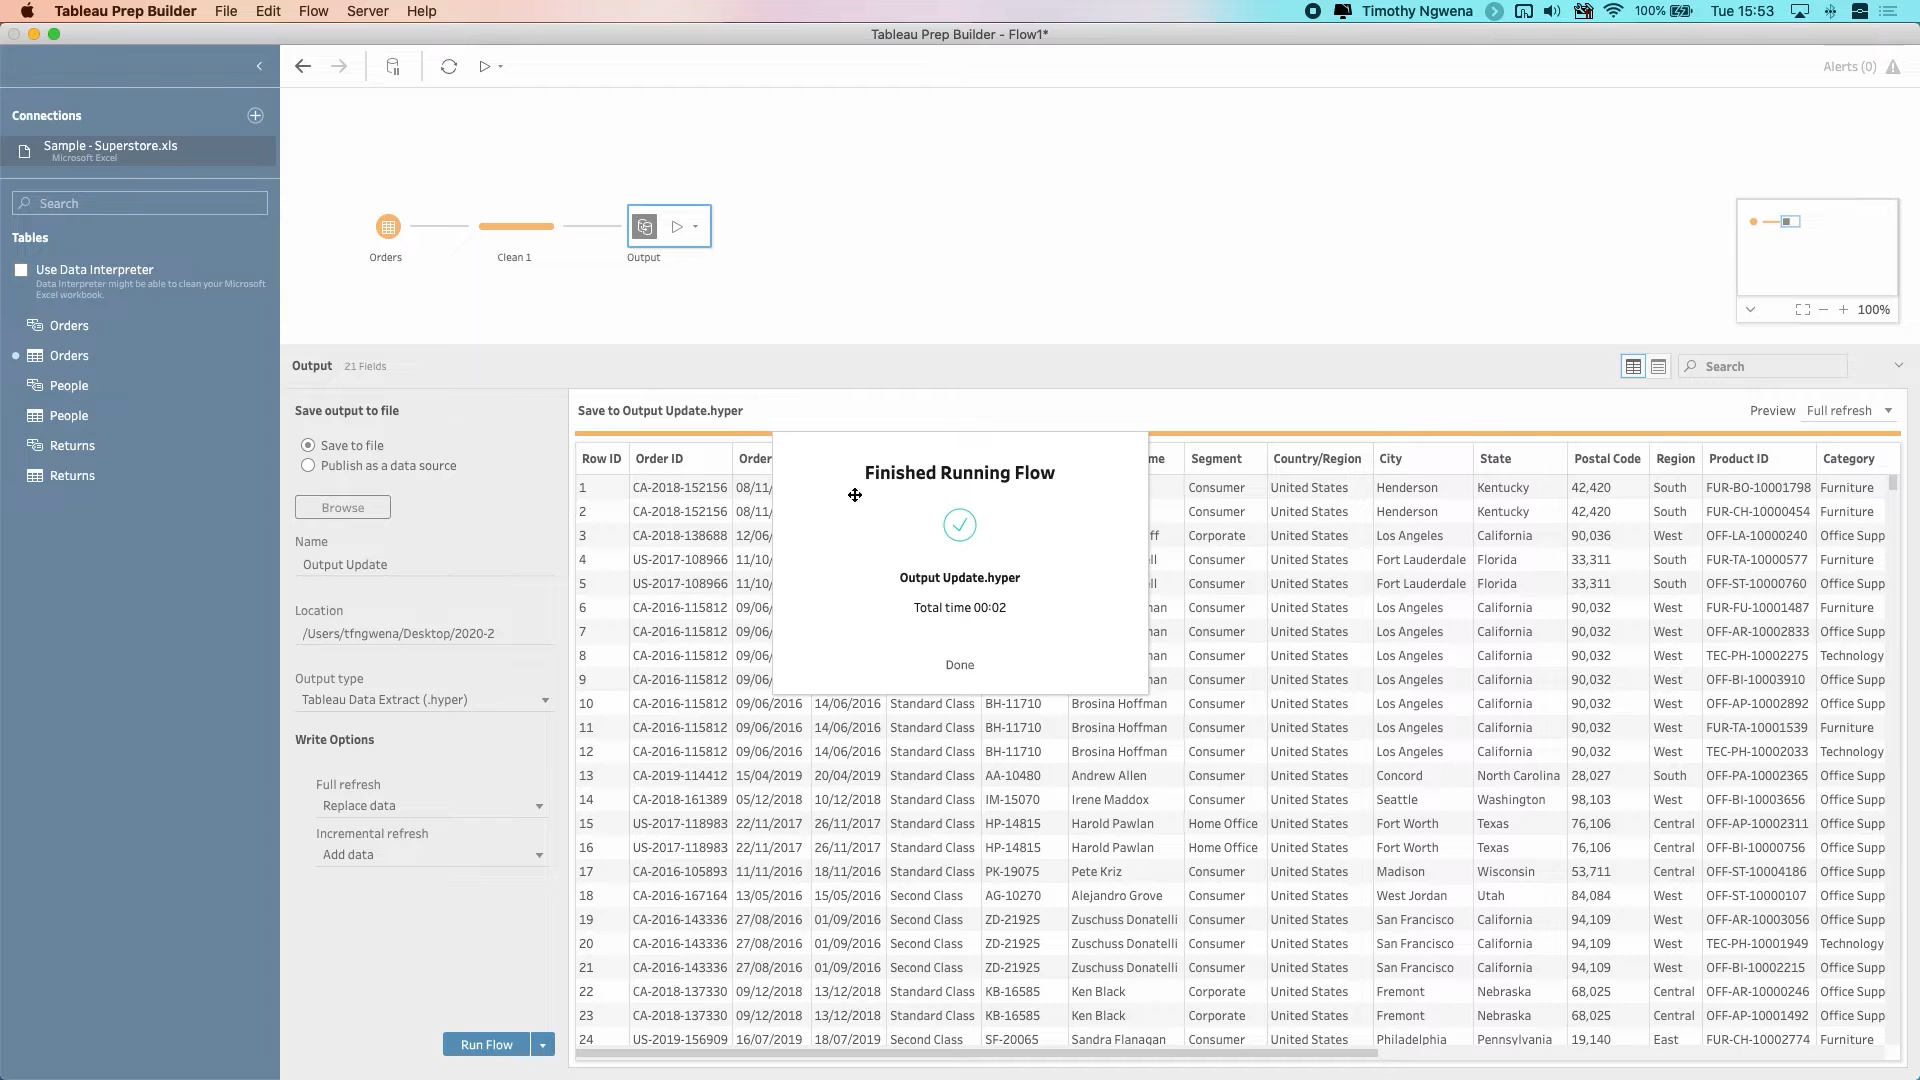 Tableau Prep Builder File Edit Flow Server Help Timothy Ngwena 100% Tue 15:53
Tableau Prep Builder - Flow1*
Alerts (0)
Connections
Sample - Superstore.xls
Microsoft Excel
Search
Tables
Use Data Interpreter
Data Interpreter might be able to clean your Microsoft
Excel workbook.
Orders
Orders
People
People
Returns
Returns
Orders Clean 1 Output
100%
Output 21 Fields
Search
Save output to file
Save to file
Publish as a data source
Browse
Name
Output Update
Location
/Users/tfngwena/Desktop/2020-2
Output type
Tableau Data Extract (.hyper)
Write Options
Full refresh
Replace data
Incremental refresh
Add data
Run Flow
Save to Output Update.hyper Preview Full refresh
Finished Running Flow
Output Update.hyper
Total time 00:02
Done
Row ID Order ID Order me Segment Country/Region City State Postal Code Region Product ID Category
1 CA-2018-152156 08/11/ Consumer United States Henderson Kentucky 42,420 South FUR-BO-10001798 Furniture
2 CA-2018-152156 08/11/ Consumer United States Henderson Kentucky 42,420 South FUR-CH-10000454 Furniture
3 CA-2018-138688 12/06/ ff Corporate United States Los Angeles California 90,036 West OFF-LA-10000240 Office Supp
4 US-2017-108966 11/10/ ll Consumer United States Fort Lauderdale Florida 33,311 South FUR-TA-10000577 Furniture
5 US-2017-108966 11/10/ ll Consumer United States Fort Lauderdale Florida 33,311 South OFF-ST-10000760 Office Supp
6 CA-2016-115812 09/06/ nan Consumer United States Los Angeles California 90,032 West FUR-FU-10001487 Furniture
7 CA-2016-115812 09/06/ nan Consumer United States Los Angeles California 90,032 West OFF-AR-10002833 Office Supp
8 CA-2016-115812 09/06/ nan Consumer United States Los Angeles California 90,032 West TEC-PH-10002275 Technology
9 CA-2016-115812 09/06/ nan Consumer United States Los Angeles California 90,032 West OFF-BI-10003910 Office Supp
10 CA-2016-115812 09/06/2016 14/06/2016 Standard Class BH-11710 Brosina Hoffman Consumer United States Los Angeles California 90,032 West OFF-AP-10002892 Office Supp
11 CA-2016-115812 09/06/2016 14/06/2016 Standard Class BH-11710 Brosina Hoffman Consumer United States Los Angeles California 90,032 West FUR-TA-10001539 Furniture
12 CA-2016-115812 09/06/2016 14/06/2016 Standard Class BH-11710 Brosina Hoffman Consumer United States Los Angeles California 90,032 West TEC-PH-10002033 Technology
13 CA-2019-114412 15/04/2019 20/04/2019 Standard Class AA-10480 Andrew Allen Consumer United States Concord North Carolina 28,027 South OFF-PA-10002365 Office Supp
14 CA-2018-161389 05/12/2018 10/12/2018 Standard Class IM-15070 Irene Maddox Consumer United States Seattle Washington 98,103 West OFF-BI-10003656 Office Supp
15 US-2017-118983 22/11/2017 26/11/2017 Standard Class HP-14815 Harold Pawlan Home Office United States Fort Worth Texas 76,106 Central OFF-AP-10002311 Office Supp
16 US-2017-118983 22/11/2017 26/11/2017 Standard Class HP-14815 Harold Pawlan Home Office United States Fort Worth Texas 76,106 Central OFF-BI-10000756 Office Supp
17 CA-2016-105893 11/11/2016 18/11/2016 Standard Class PK-19075 Pete Kriz Consumer United States Madison Wisconsin 53,711 Central OFF-ST-10004186 Office Supp
18 CA-2016-167164 13/05/2016 15/05/2016 Second Class AG-10270 Alejandro Grove Consumer United States West Jordan Utah 84,084 West OFF-ST-10000107 Office Supp
19 CA-2016-143336 27/08/2016 01/09/2016 Second Class ZD-21925 Zuschuss Donatelli Consumer United States San Francisco California 94,109 West OFF-AR-10003056 Office Supp
20 CA-2016-143336 27/08/2016 01/09/2016 Second Class ZD-21925 Zuschuss Donatelli Consumer United States San Francisco California 94,109 West TEC-PH-10001949 Technology
21 CA-2016-143336 27/08/2016 01/09/2016 Second Class ZD-21925 Zuschuss Donatelli Consumer United States San Francisco California 94,109 West OFF-BI-10002215 Office Supp
22 CA-2018-137330 09/12/2018 13/12/2018 Standard Class KB-16585 Ken Black Corporate United States Fremont Nebraska 68,025 Central OFF-AR-10000246 Office Supp
23 CA-2018-137330 09/12/2018 13/12/2018 Standard Class KB-16585 Ken Black Corporate United States Fremont Nebraska 68,025 Central OFF-AP-10001492 Office Supp
24 US-2019-156909 16/07/2019 18/07/2019 Second Class SF-20065 Sandra Flanagan Consumer United States Philadelphia Pennsylvania 19,140 East FUR-CH-10002774 Furniture